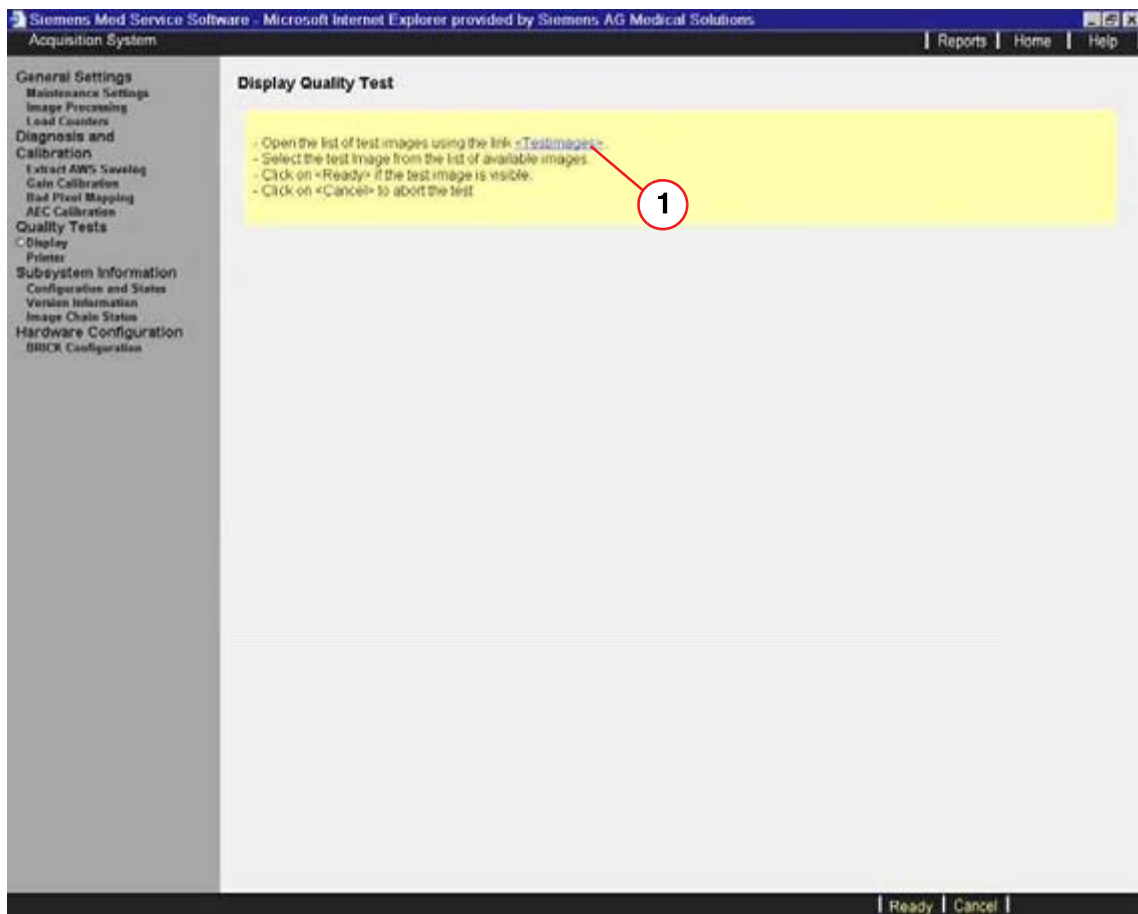 Siemens Med Service Software - Microsoft Internet Explorer provided by Siemens AG Medical Solutions
Acquisition System
Reports | Home | Help
General Settings
Maintenance Settings
Image Processing
Load Counters
Diagnosis and
Calibration
Extract AWS Savelog
Gain Calibration
Bad Pixel Mapping
AEC Calibration
Quality Tests
Display
Printer
Subsystem Information
Configuration and Status
Version Information
Image Chain Status
Hardware Configuration
BRICK Configuration
Display Quality Test
- Open the list of test images using the link <Testimages>.
- Select the test Image from the list of available images.
- Click on <Ready> if the test image is visible.
- Click on <Cancel> to abort the test
1
Ready | Cancel